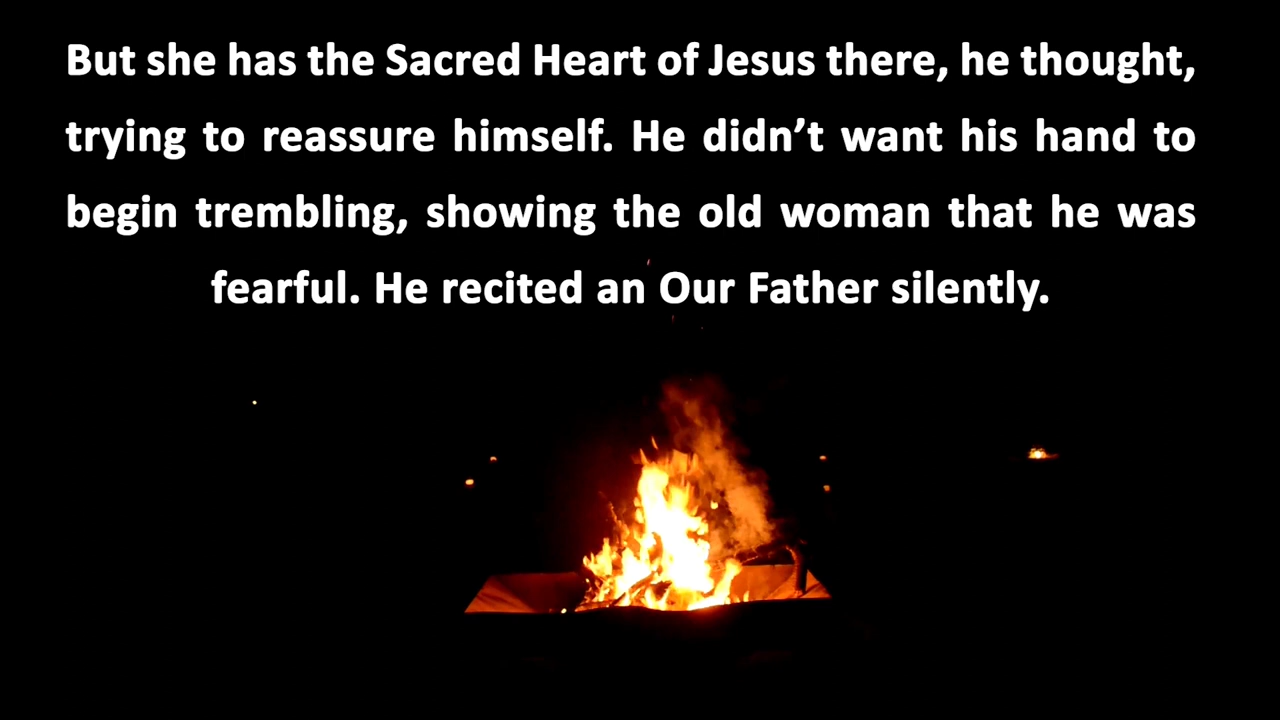 But she has the Sacred Heart of Jesus there, he thought,
trying to reassure himself. He didn’t want his hand to
begin trembling, showing the old woman that he was
fearful. He recited an Our Father silently.